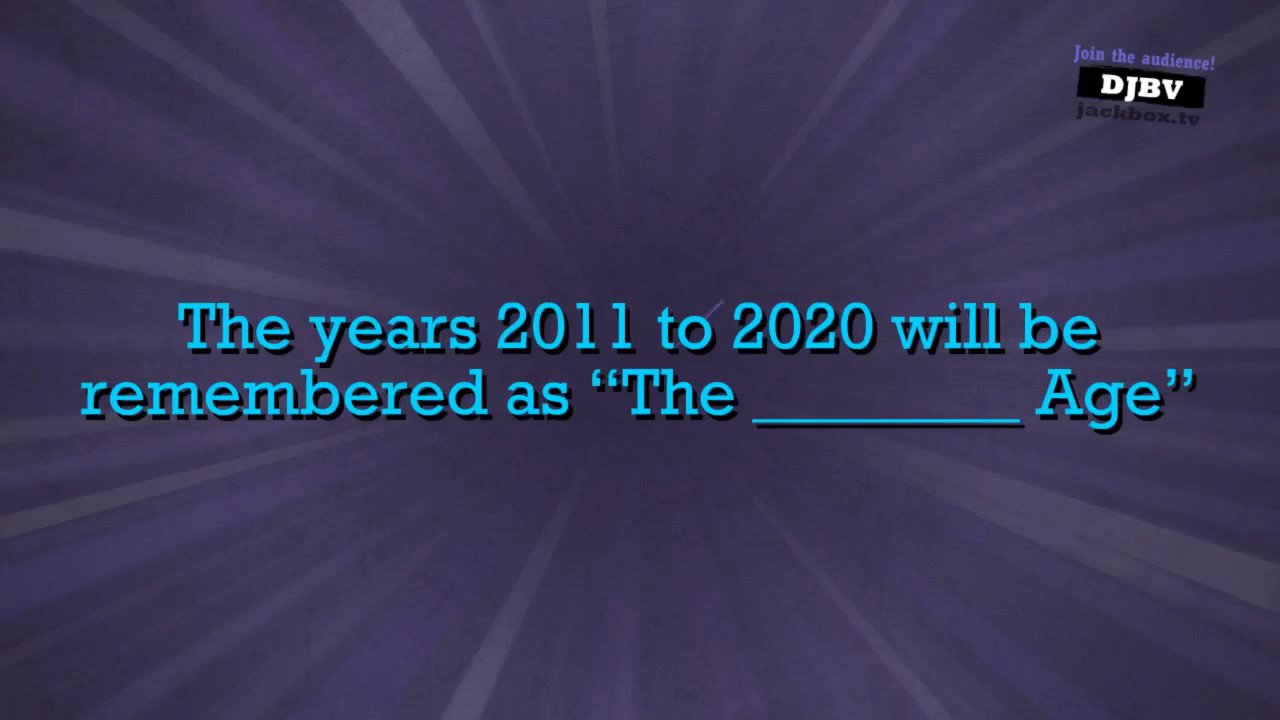 Join the audience!
DJBV
jackbox.tv
The years 2011 to 2020 will be
remembered as “The ________ Age”